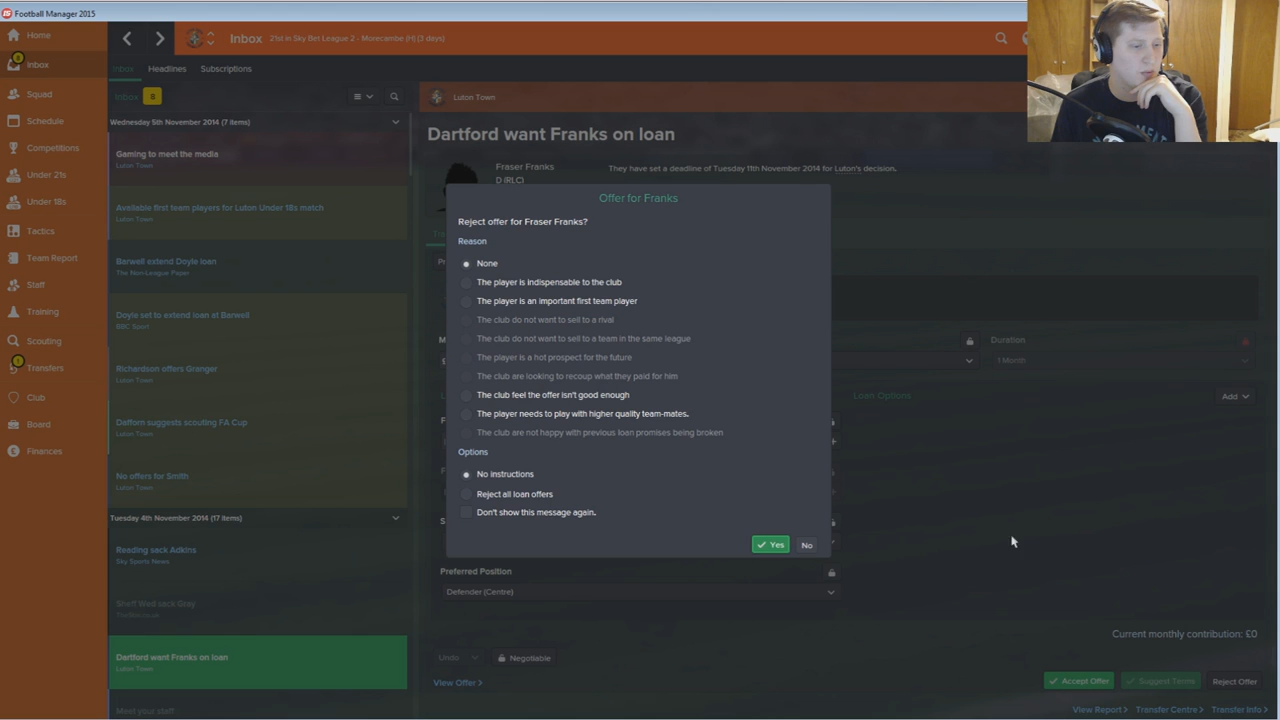 Football Manager 2015
Home
Inbox
Squad
Schedule
Competitions
Under 21s
Under 18s
Tactics
Team Report
Staff
Training
Scouting
Transfers
Club
Board
Finances
Inbox 21st in Sky Bet League 2 - Morecambe (H) (3 days)
Inbox Headlines Subscriptions
Inbox 8
Wednesday 5th November 2014 (7 items)
Gaming to meet the media
Luton Town
Available first team players for Luton Under 18s match
Luton Town
Barwell extend Doyle loan
The Non-League Paper
Doyle set to extend loan at Barwell
BBC Sport
Richardson offers Granger
Luton Town
Dafforn suggests scouting FA Cup
Luton Town
No offers for Smith
Luton Town
Tuesday 4th November 2014 (17 items)
Reading sack Adkins
Sky Sports News
Sheff Wed sack Gray
Dartford want Franks on loan
Luton Town
Meet your staff
Luton Town
Dartford want Franks on loan
Fraser Franks
D (RLC)
They have set a deadline of Tuesday 11th November 2014 for Luton's decision.
Offer for Franks
Reject offer for Fraser Franks?
Reason
None
The player is indispensable to the club
The player is an important first team player
The club do not want to sell to a rival
The club do not want to sell to a team in the same league
The player is a hot prospect for the future
The club are looking to recoup what they paid for him
The club feel the offer isn't good enough
The player needs to play with higher quality team-mates.
The club are not happy with previous loan promises being broken
Options
No instructions
Reject all loan offers
Don't show this message again.
Yes No
Duration
1 Month
Loan Options Add
Preferred Position
Defender (Centre)
Current monthly contribution: £0
Undo Negotiable
View Offer >
Accept Offer Suggest Terms Reject Offer
View Report > Transfer Centre > Transfer Info >